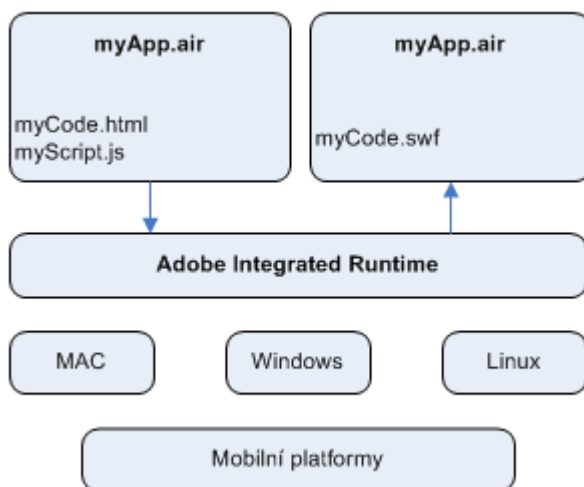 myApp.air
myCode.html
myScript.js
myApp.air
myCode.swf
Adobe Integrated Runtime
MAC
Windows
Linux
Mobilní platformy